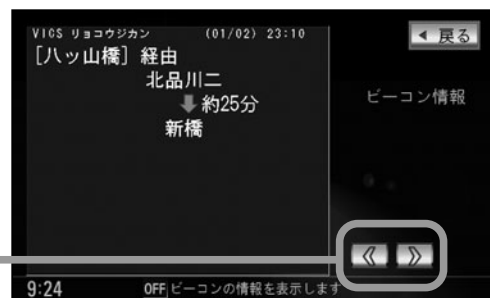 VICS リョコウジカン (01/02) 23:10
◀ 戻る
[八ッ山橋] 経由
北品川二
⬇ 約25分
新橋
ビーコン情報
≪ ≫
9:24 OFF ビーコンの情報を表示します